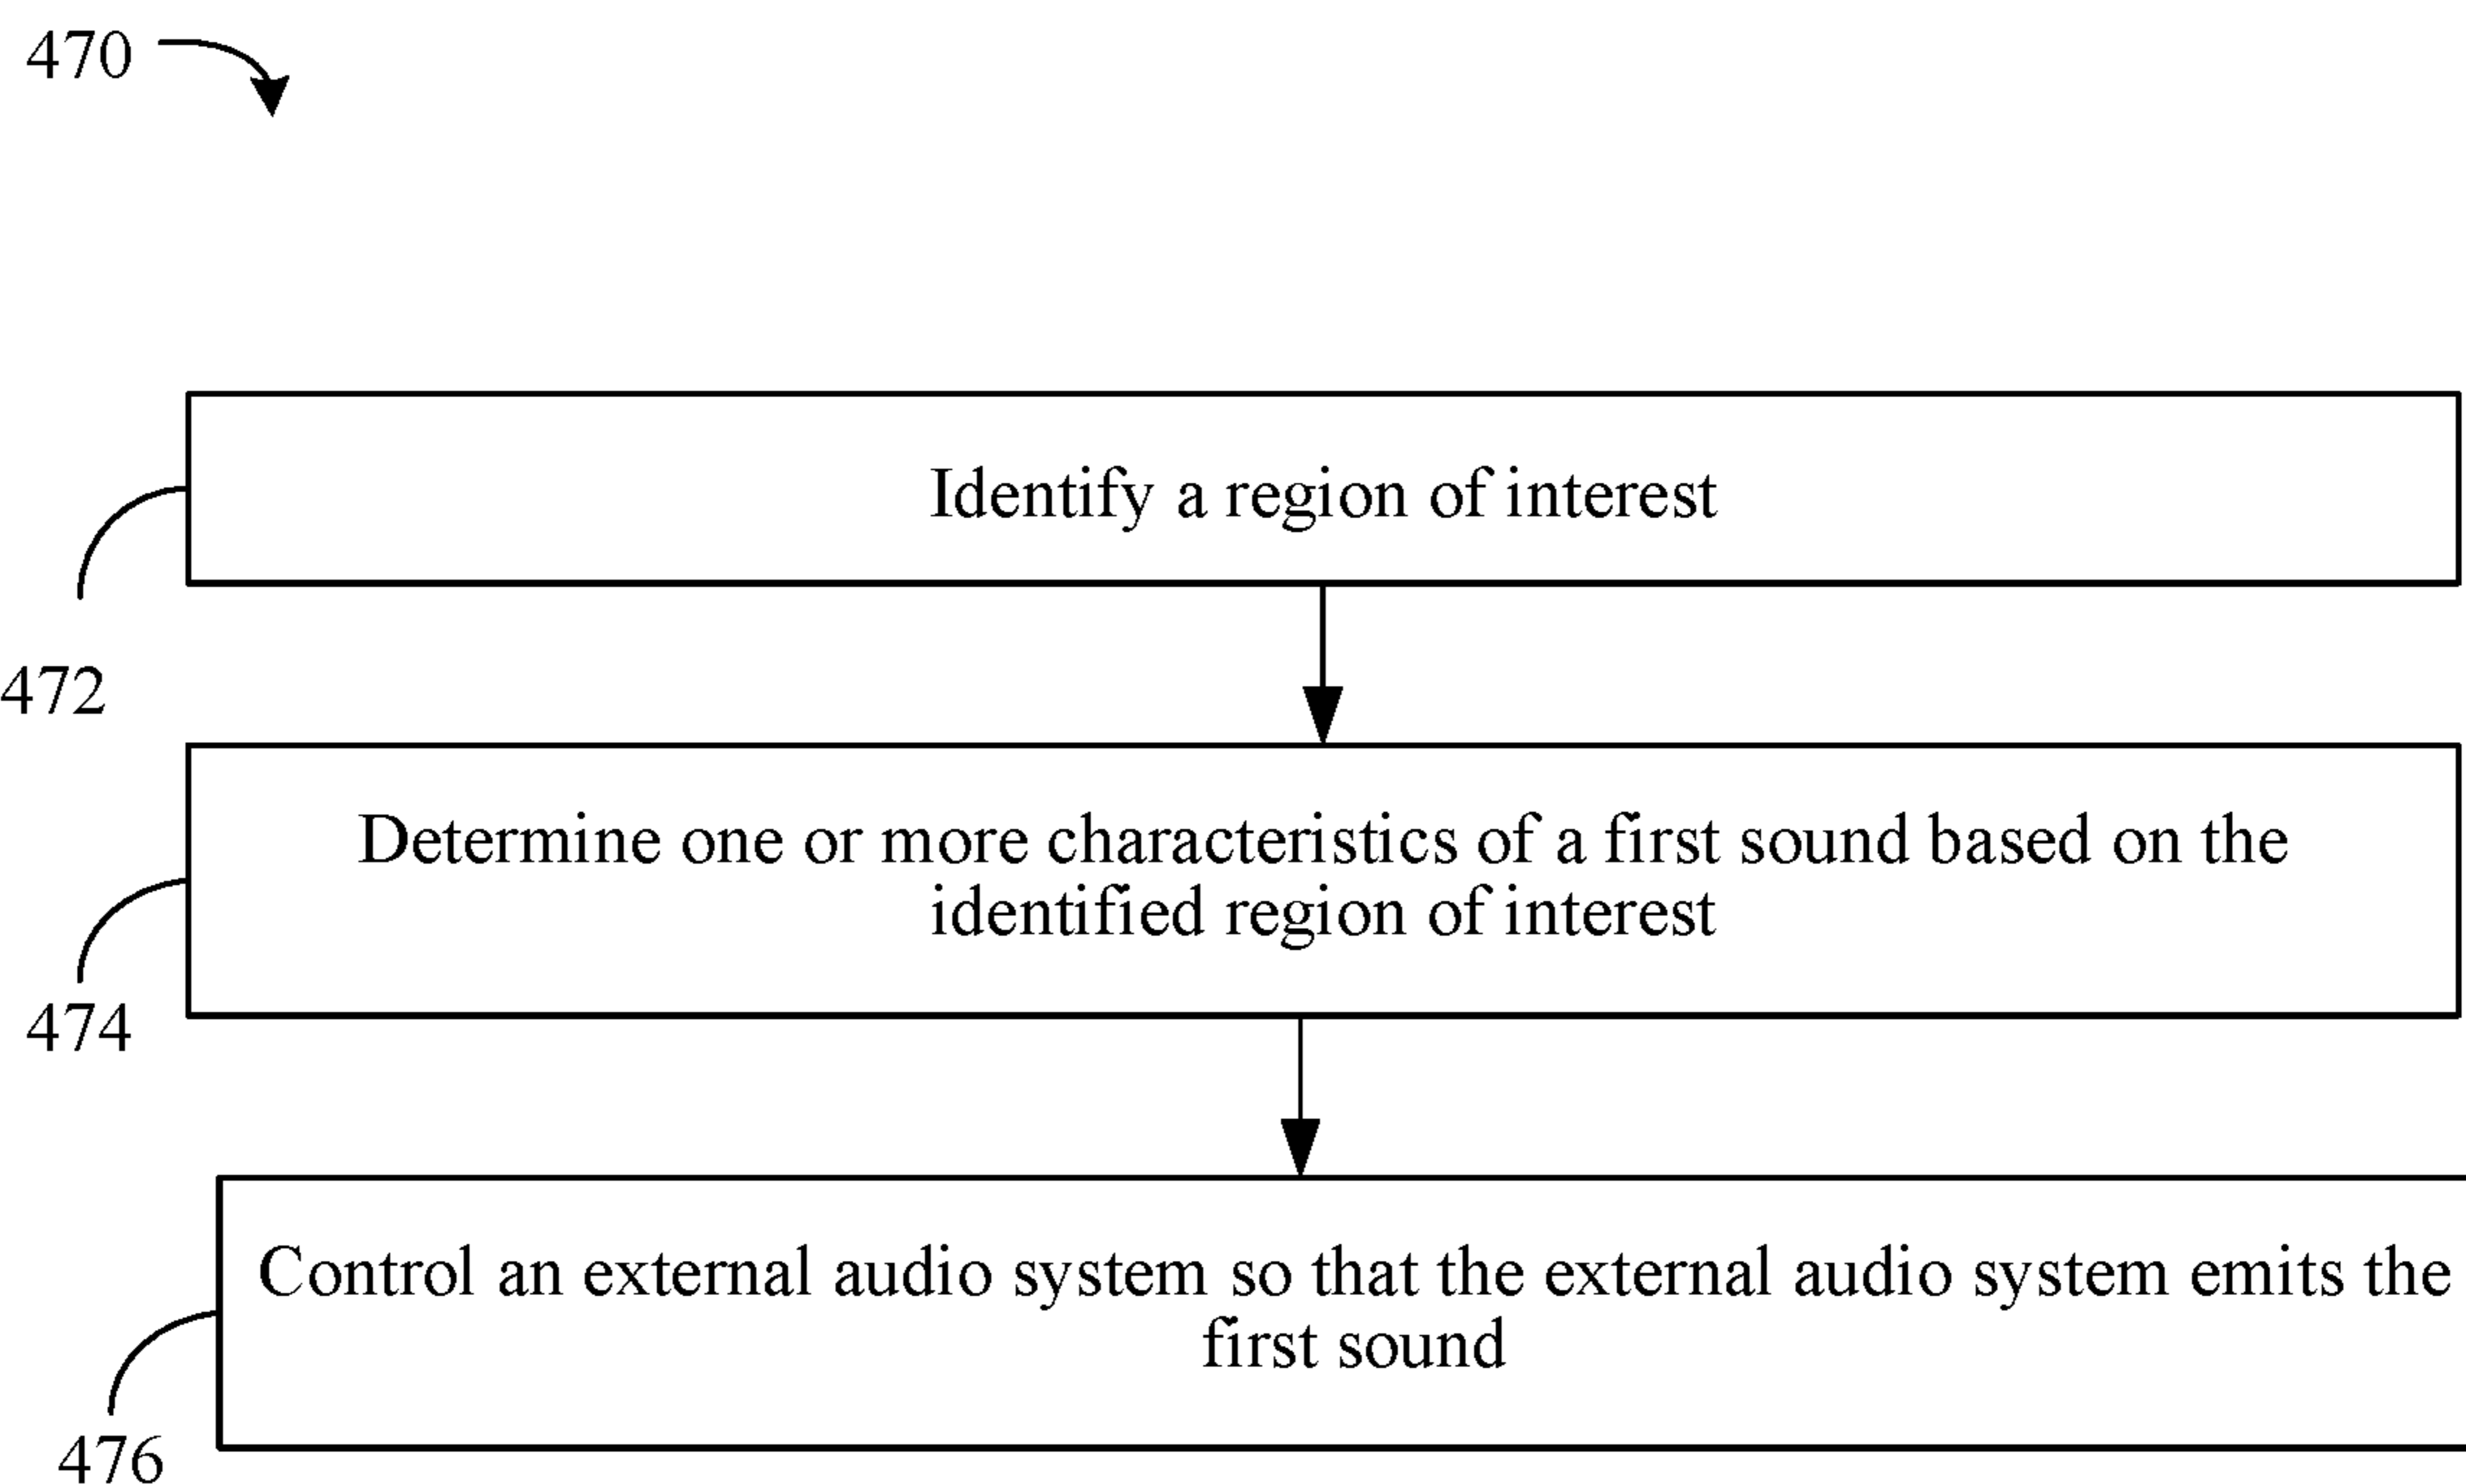 470
Identify a region of interest
472
Determine one or more characteristics of a first sound based on the
identified region of interest
474
Control an external audio system so that the external audio system emits the
first sound
476